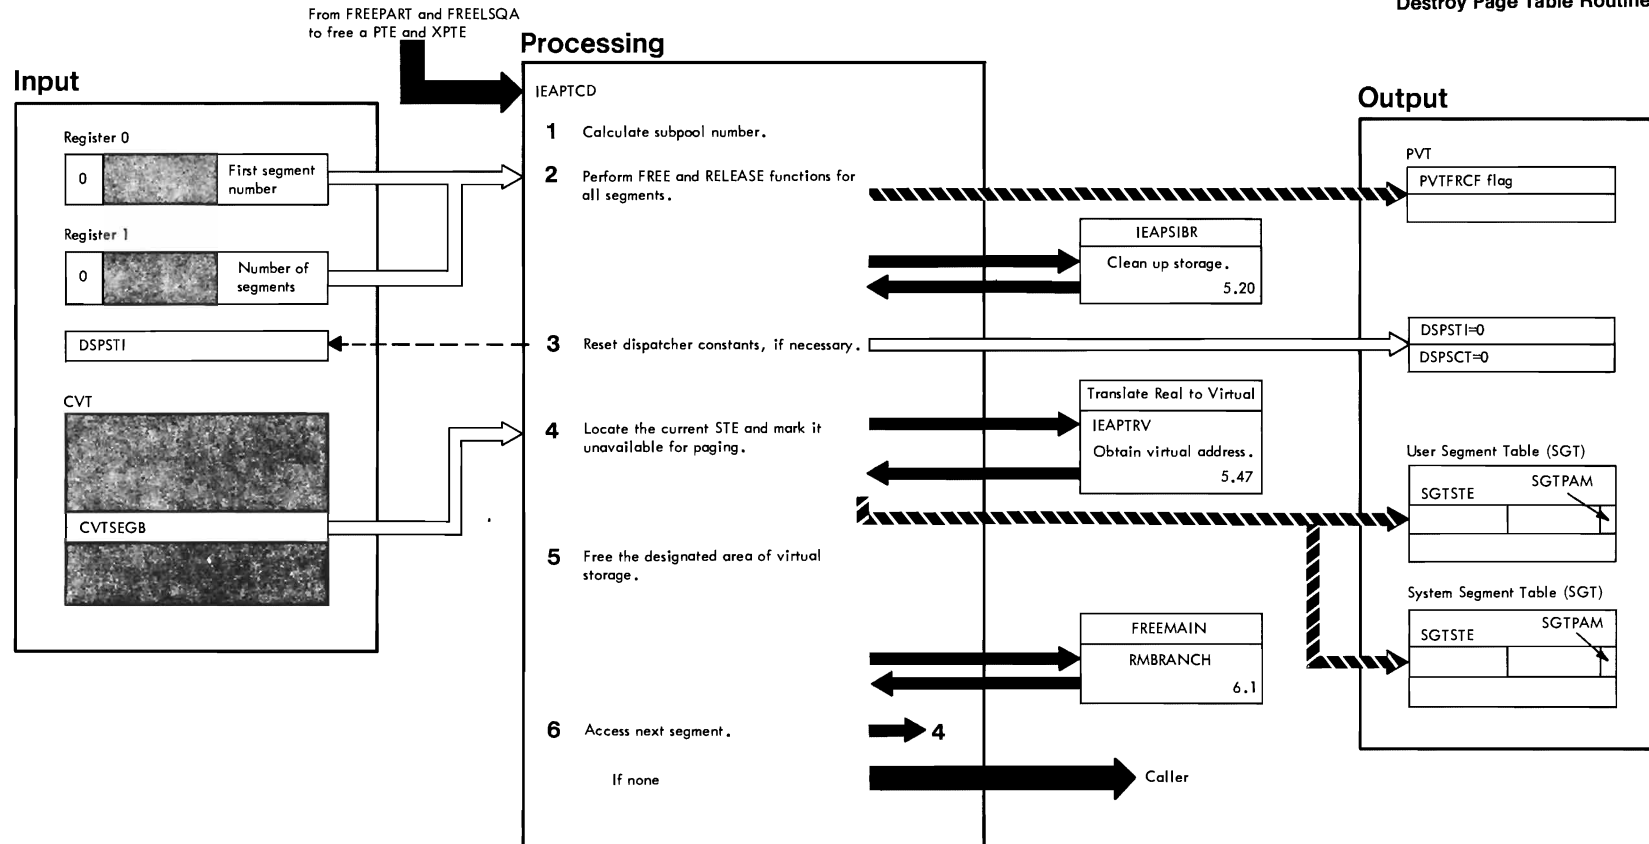 Destroy Page Table Routine
From FREEPART and FREELSQA
to free a PTE and XPTE
Input
Register 0
0
First segment
number
Register 1
0
Number of
segments
DSPSTI
CVT
CVTSEGB
Processing
IEAPTCD
1 Calculate subpool number.
2 Perform FREE and RELEASE functions for
all segments.
IEAPSIBR
Clean up storage.
5.20
3 Reset dispatcher constants, if necessary.
4 Locate the current STE and mark it
unavailable for paging.
Translate Real to Virtual
IEAPTRV
Obtain virtual address.
5.47
5 Free the designated area of virtual
storage.
FREEMAIN
RMBRANCH
6.1
6 Access next segment.
4
If none
Caller
Output
PVT
PVTFRCF flag
DSPSTI=0
DSPSCT=0
User Segment Table (SGT)
SGTSTE
SGTPAM
System Segment Table (SGT)
SGTSTE
SGTPAM